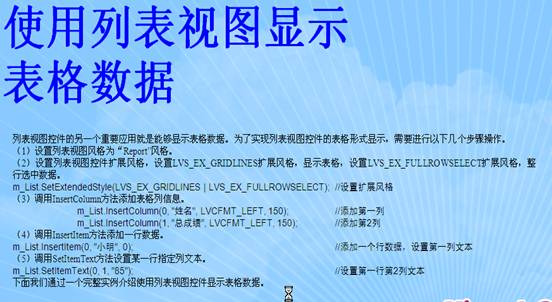 使用列表视图显示
表格数据
列表视图控件的另一个重要应用就是能够显示表格数据。为了实现列表视图控件的表格形式显示，需要进行以下几个步骤操作。
（1）设置列表视图风格为“Report”风格。
（2）设置列表视图控件扩展风格，设置LVS_EX_GRIDLINES扩展风格，显示表格，设置LVS_EX_FULLROWSELECT扩展风格，整
行选中数据。
m_List.SetExtendedStyle(LVS_EX_GRIDLINES | LVS_EX_FULLROWSELECT); //设置扩展风格
（3）调用InsertColumn方法添加表格列信息。
m_List.InsertColumn(0, "姓名", LVCFMT_LEFT, 150); //添加第一列
m_List.InsertColumn(1, "总成绩", LVCFMT_LEFT, 150); //添加第2列
（4）调用InsertItem方法添加一行数据。
m_List.InsertItem(0, "小明", 0); //添加一个行数据，设置第一列文本
（5）调用SetItemText方法设置某一行指定列文本。
m_List.SetItemText(0, 1, "85"); //设置第一行第2列文本
下面我们通过一个完整实例介绍使用列表视图控件显示表格数据。